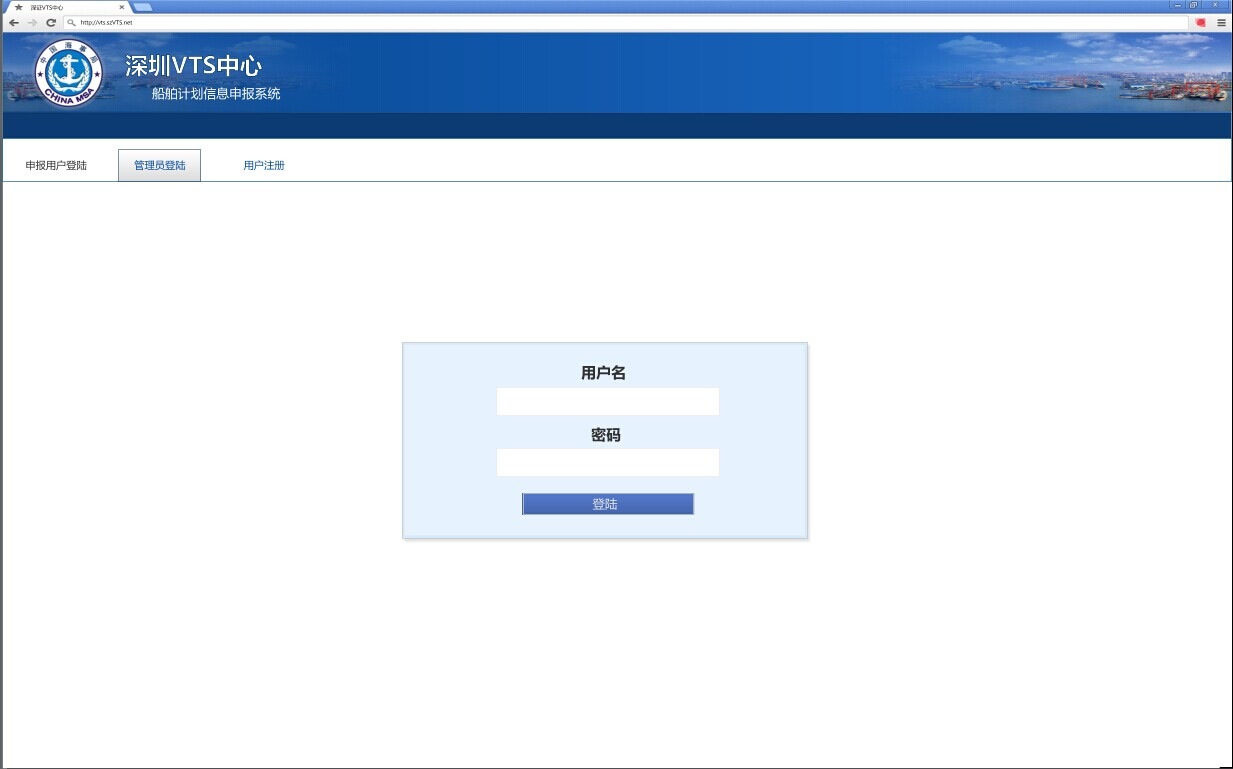 深圳VTS中心
http://vts.szVTS.net
中国海事局
CHINA MSA
深圳VTS中心
船舶计划信息申报系统
申报用户登陆
管理员登陆
用户注册
用户名
密码
登陆